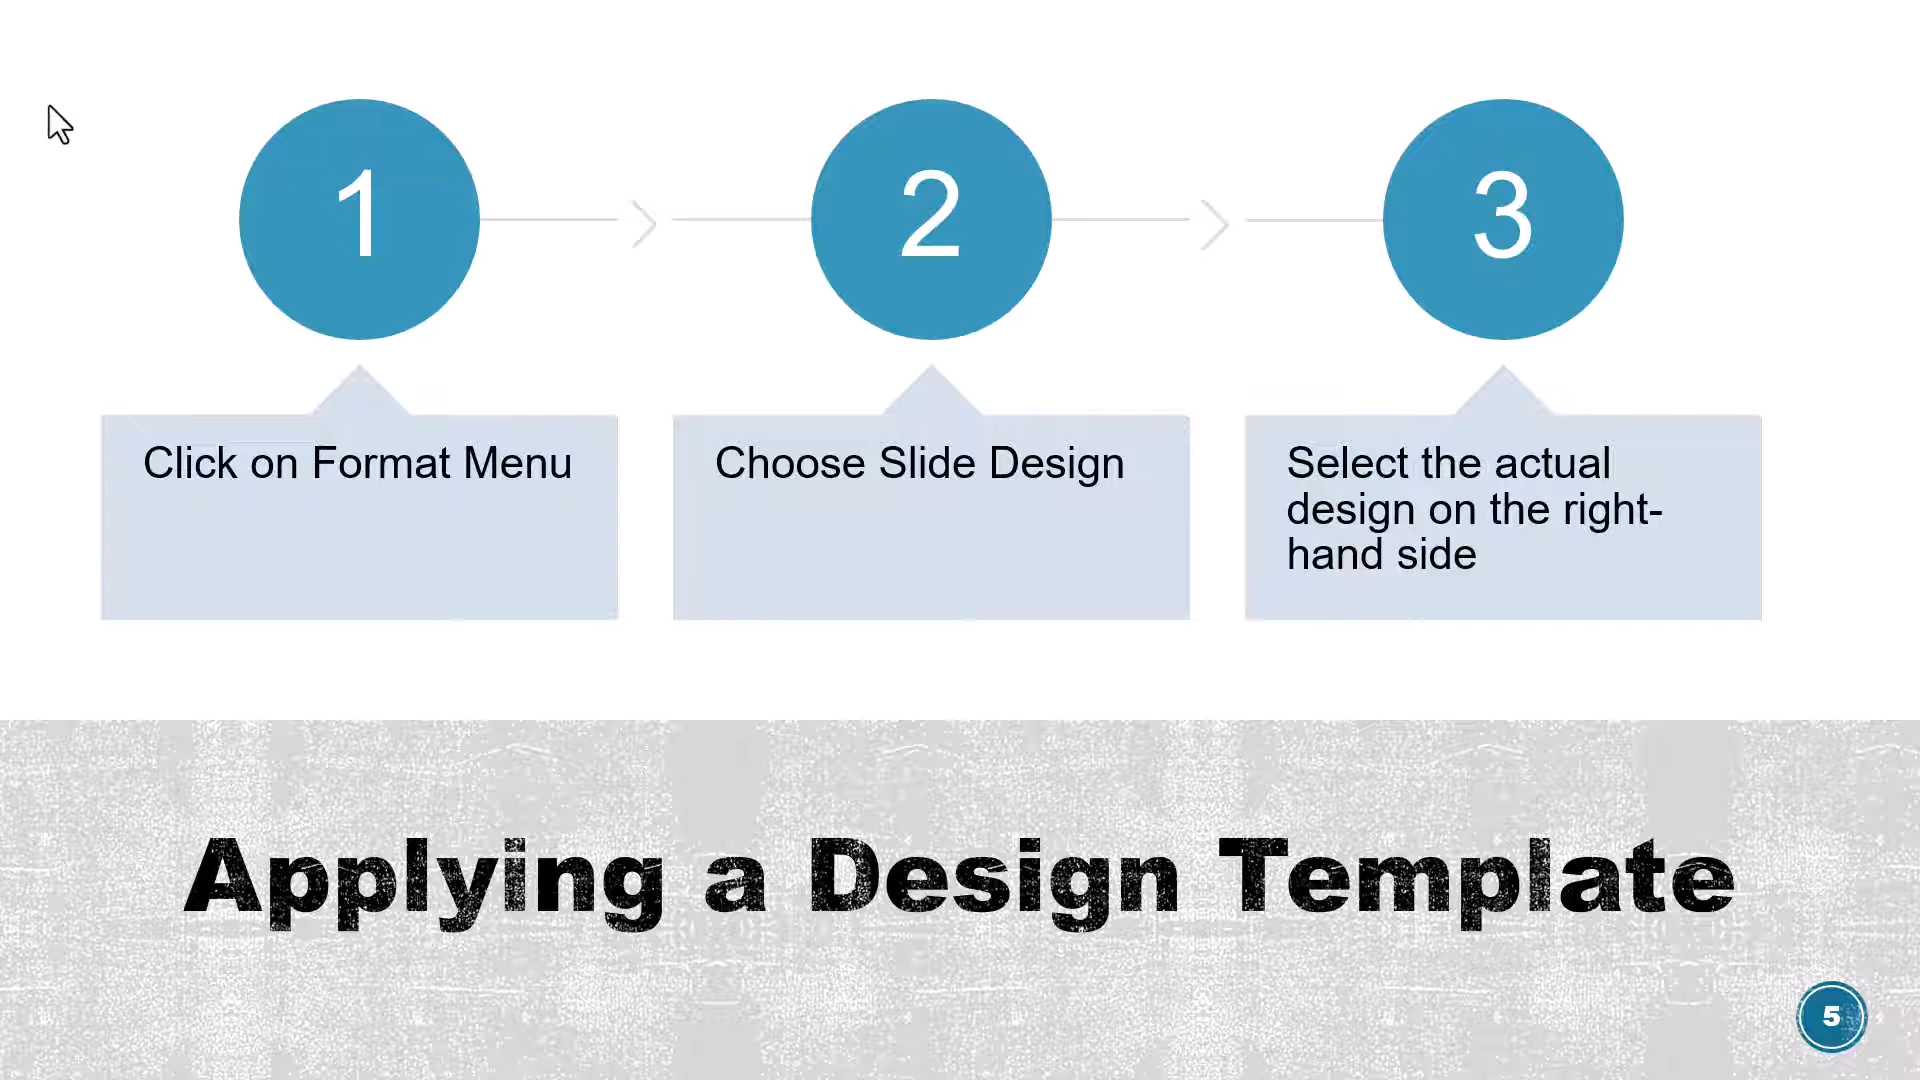 1
2
3
Click on Format Menu
Choose Slide Design
Select the actual
design on the right-
hand side
Applying a Design Template
5